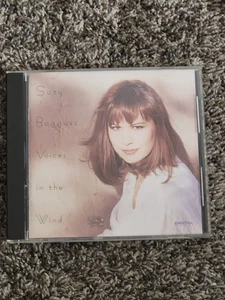 Suzy
Bogguss
Voices
in the
Wind